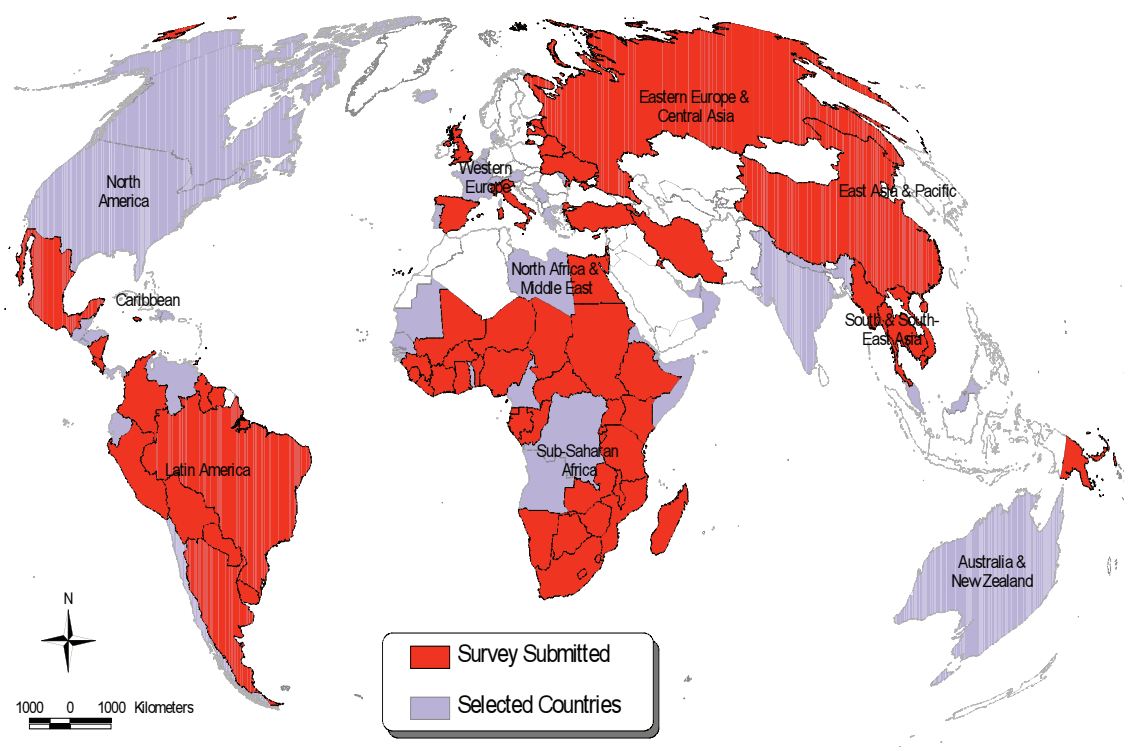 Eastern Europe &
Central Asia
North
America
Western
Europe
East Asia & Pacific
North Africa &
Middle East
Caribbean
South & South-
East Asia
Latin America
Sub-Saharan
Africa
Australia &
New Zealand
N
Survey Submitted
Selected Countries
1000 0 1000 Kilometers